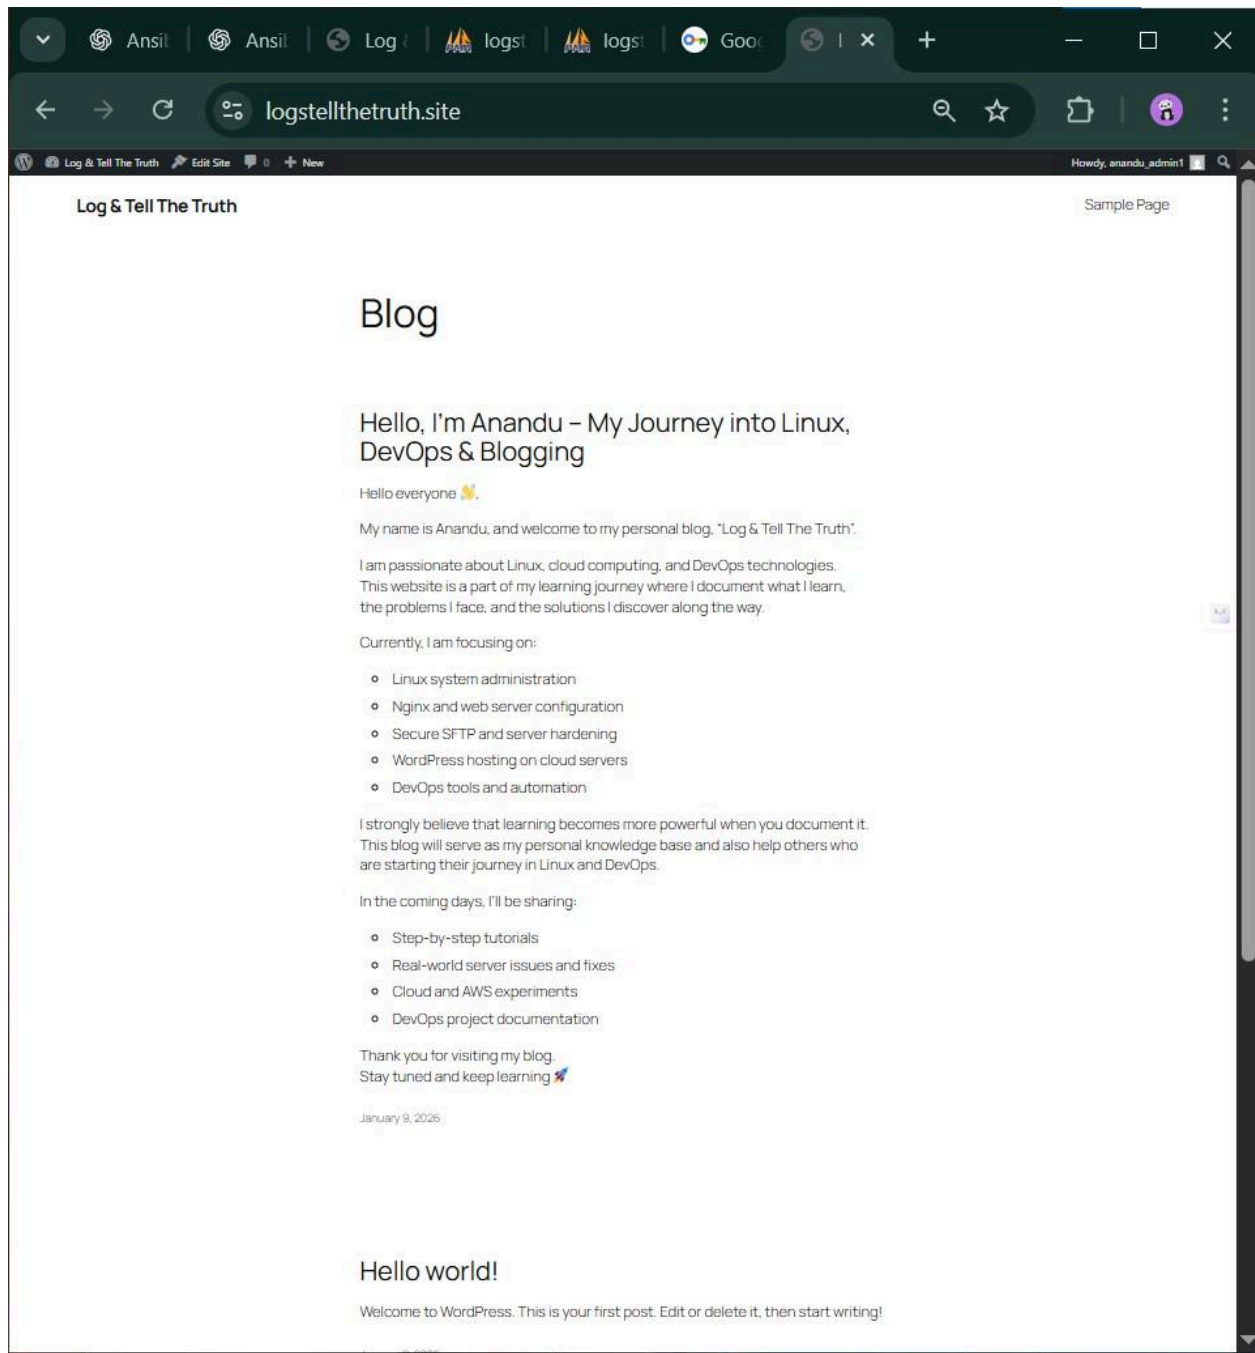 Ansil
Ansil
Log &
logst
logst
Goo
logstellthetruth.site
Log & Tell The Truth
Edit Site
0
New
Howdy, anandu_admin1
Log & Tell The Truth
Sample Page
Blog
Hello, I'm Anandu – My Journey into Linux,
DevOps & Blogging
Hello everyone 👋,
My name is Anandu, and welcome to my personal blog, “Log & Tell The Truth”.
I am passionate about Linux, cloud computing, and DevOps technologies.
This website is a part of my learning journey where I document what I learn,
the problems I face, and the solutions I discover along the way.
Currently, I am focusing on:
Linux system administration
Nginx and web server configuration
Secure SFTP and server hardening
WordPress hosting on cloud servers
DevOps tools and automation
I strongly believe that learning becomes more powerful when you document it.
This blog will serve as my personal knowledge base and also help others who
are starting their journey in Linux and DevOps.
In the coming days, I'll be sharing:
Step-by-step tutorials
Real-world server issues and fixes
Cloud and AWS experiments
DevOps project documentation
Thank you for visiting my blog.
Stay tuned and keep learning 🚀
January 9, 2026
Hello world!
Welcome to WordPress. This is your first post. Edit or delete it, then start writing!